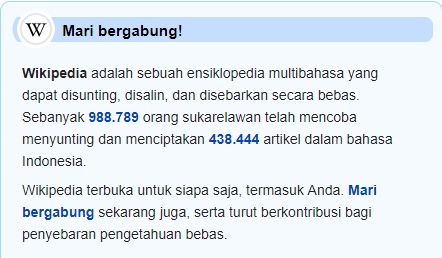 W
Mari bergabung!
Wikipedia adalah sebuah ensiklopedia multibahasa yang
dapat disunting, disalin, dan disebarkan secara bebas.
Sebanyak 988.789 orang sukarelawan telah mencoba
menyunting dan menciptakan 438.444 artikel dalam bahasa
Indonesia.
Wikipedia terbuka untuk siapa saja, termasuk Anda. Mari
bergabung sekarang juga, serta turut berkontribusi bagi
penyebaran pengetahuan bebas.